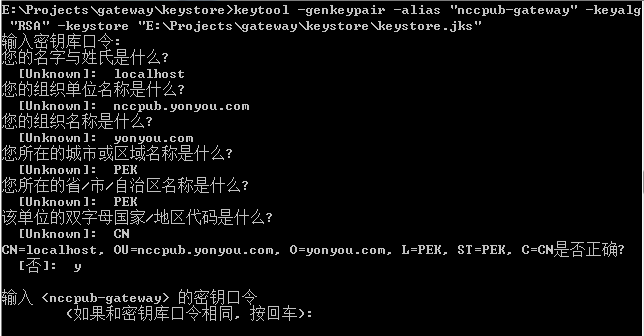 E:\Projects\gateway\keystore>keytool -genkeypair -alias "nccpub-gateway" -keyalg
"RSA" -keystore "E:\Projects\gateway\keystore\keystore.jks"
输入密钥库口令:
您的名字与姓氏是什么?
[Unknown]:  localhost
您的组织单位名称是什么?
[Unknown]:  nccpub.yonyou.com
您的组织名称是什么?
[Unknown]:  yonyou.com
您所在的城市或区域名称是什么?
[Unknown]:  PEK
您所在的省/市/自治区名称是什么?
[Unknown]:  PEK
该单位的双字母国家/地区代码是什么?
[Unknown]:  CN
CN=localhost, OU=nccpub.yonyou.com, O=yonyou.com, L=PEK, ST=PEK, C=CN是否正确?
[否]:  y
输入 <nccpub-gateway> 的密钥口令
(如果和密钥库口令相同, 按回车):